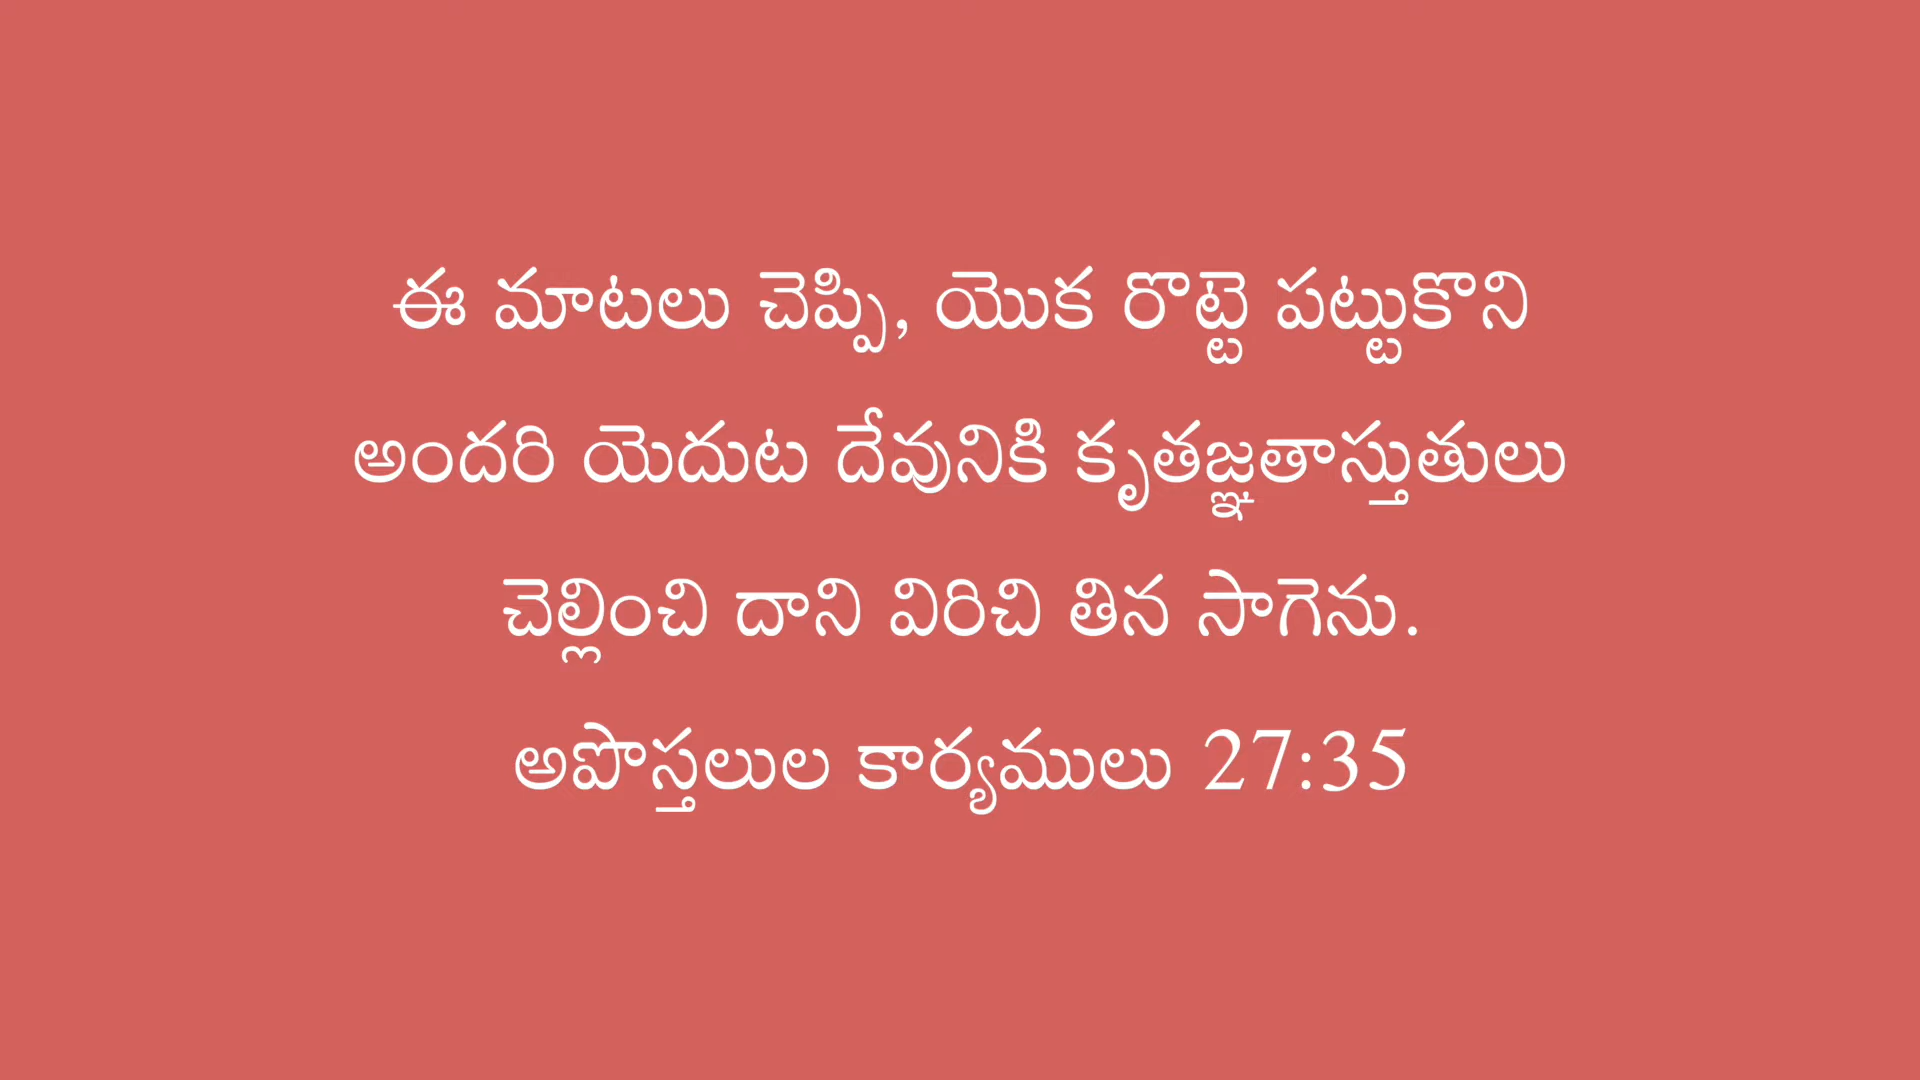 ఈ మాటలు చెప్పి, యొక రొట్టె పట్టుకొని
అందరి యెదుట దేవునికి కృతజ్ఞతాస్తుతులు
చెల్లించి దాని విరిచి తిన సాగెను.
అపొస్తలుల కార్యములు 27:35